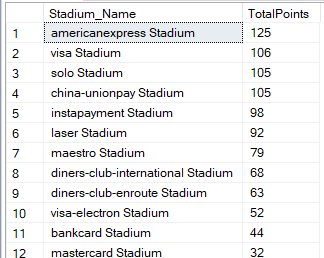 Stadium_Name TotalPoints
1 americanexpress Stadium 125
2 visa Stadium 106
3 solo Stadium 105
4 china-unionpay Stadium 105
5 instapayment Stadium 98
6 laser Stadium 92
7 maestro Stadium 79
8 diners-club-international Stadium 68
9 diners-club-enroute Stadium 63
10 visa-electron Stadium 52
11 bankcard Stadium 44
12 mastercard Stadium 32